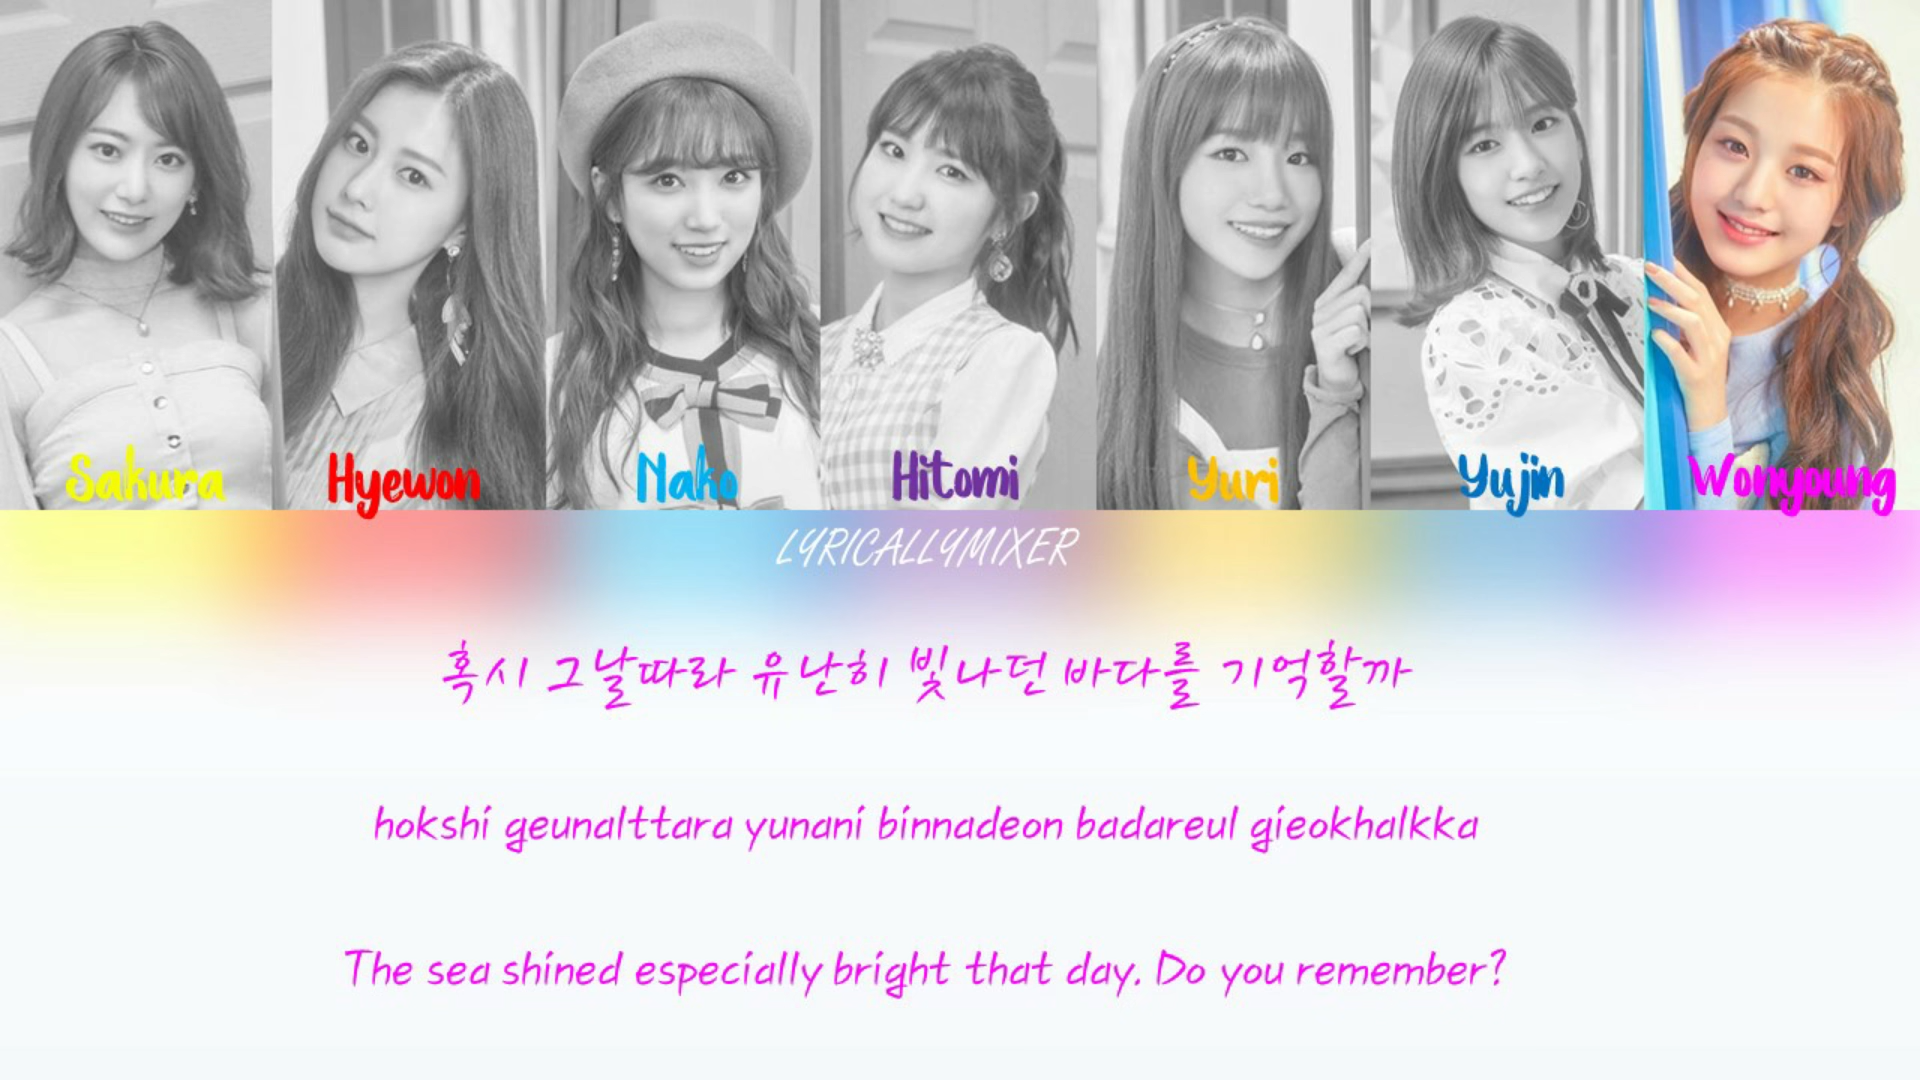 Sakura Hyewon Nako Hitomi Yuri Yujin Wonyoung
LYRICALLYMIXER
혹시 그날따라 유난히 빛나던 바다를 기억할까
hokshi geunalttara yunani binnadeon badareul gieokhalkka
The sea shined especially bright that day. Do you remember?